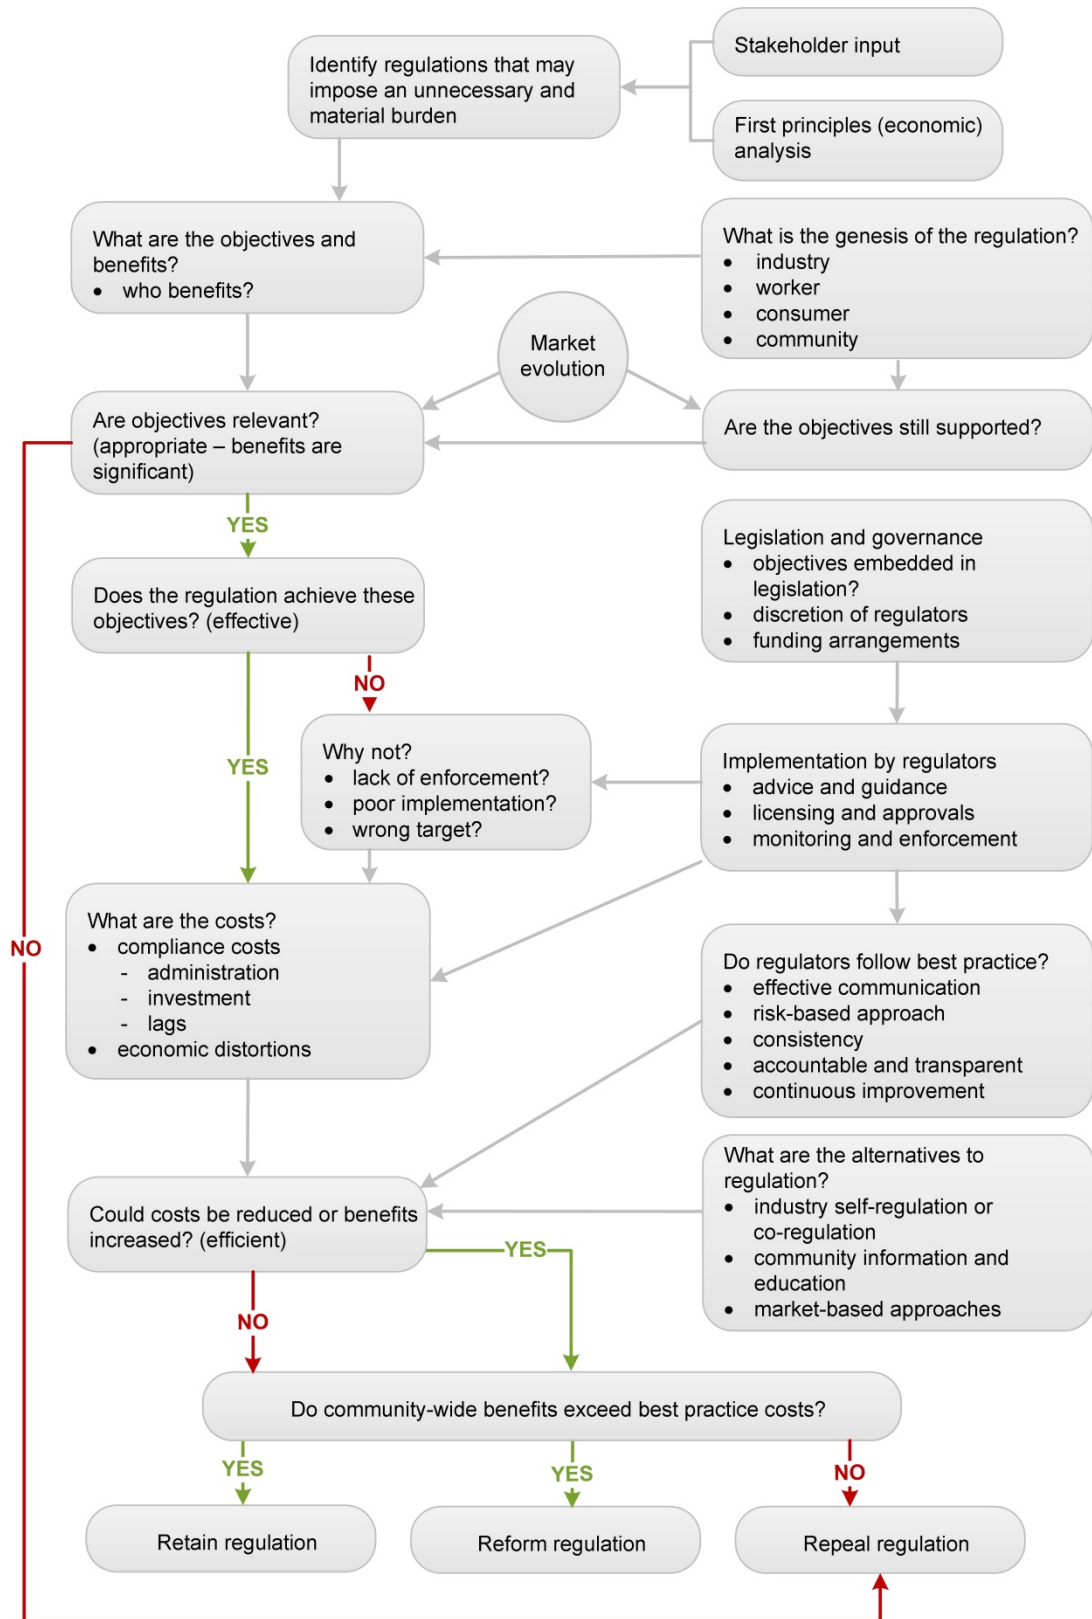 Stakeholder input
Identify regulations that may
impose an unnecessary and
material burden
First principles (economic)
analysis
What are the objectives and
benefits?
• who benefits?
What is the genesis of the regulation?
• industry
• worker
• consumer
• community
Market
evolution
Are objectives relevant?
(appropriate – benefits are
significant)
Are the objectives still supported?
YES
Does the regulation achieve these
objectives? (effective)
Legislation and governance
• objectives embedded in
legislation?
• discretion of regulators
• funding arrangements
NO
YES
Why not?
• lack of enforcement?
• poor implementation?
• wrong target?
Implementation by regulators
• advice and guidance
• licensing and approvals
• monitoring and enforcement
NO
What are the costs?
• compliance costs
- administration
- investment
- lags
• economic distortions
Do regulators follow best practice?
• effective communication
• risk-based approach
• consistency
• accountable and transparent
• continuous improvement
What are the alternatives to
regulation?
• industry self-regulation or
co-regulation
• community information and
education
• market-based approaches
Could costs be reduced or benefits
increased? (efficient)
YES
NO
Do community-wide benefits exceed best practice costs?
YES
YES
NO
Retain regulation
Reform regulation
Repeal regulation